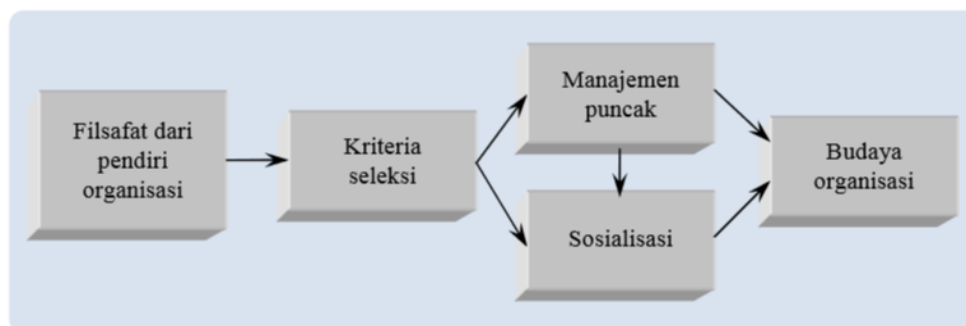 Filsafat dari
pendiri
organisasi
Kriteria
seleksi
Manajemen
puncak
Sosialisasi
Budaya
organisasi